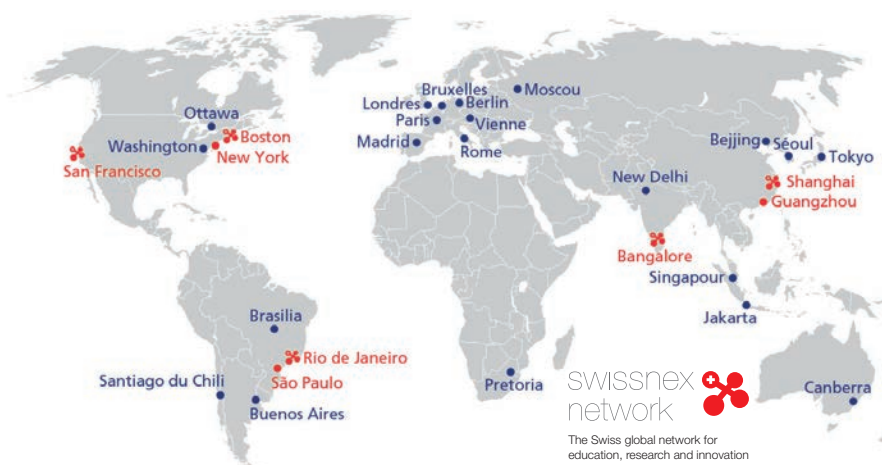 Bruxelles
Moscou
Londres
Berlin
Ottawa
Paris
Vienne
Boston
Washington
Madrid
Rome
Bejjing
Séoul
New York
Tokyo
San Francisco
New Delhi
Shanghai
Guangzhou
Bangalore
Singapour
Brasilia
Jakarta
Rio de Janeiro
Santiago du Chili
São Paulo
Pretoria
Canberra
Buenos Aires
swissnex
network
The Swiss global network for
education, research and innovation